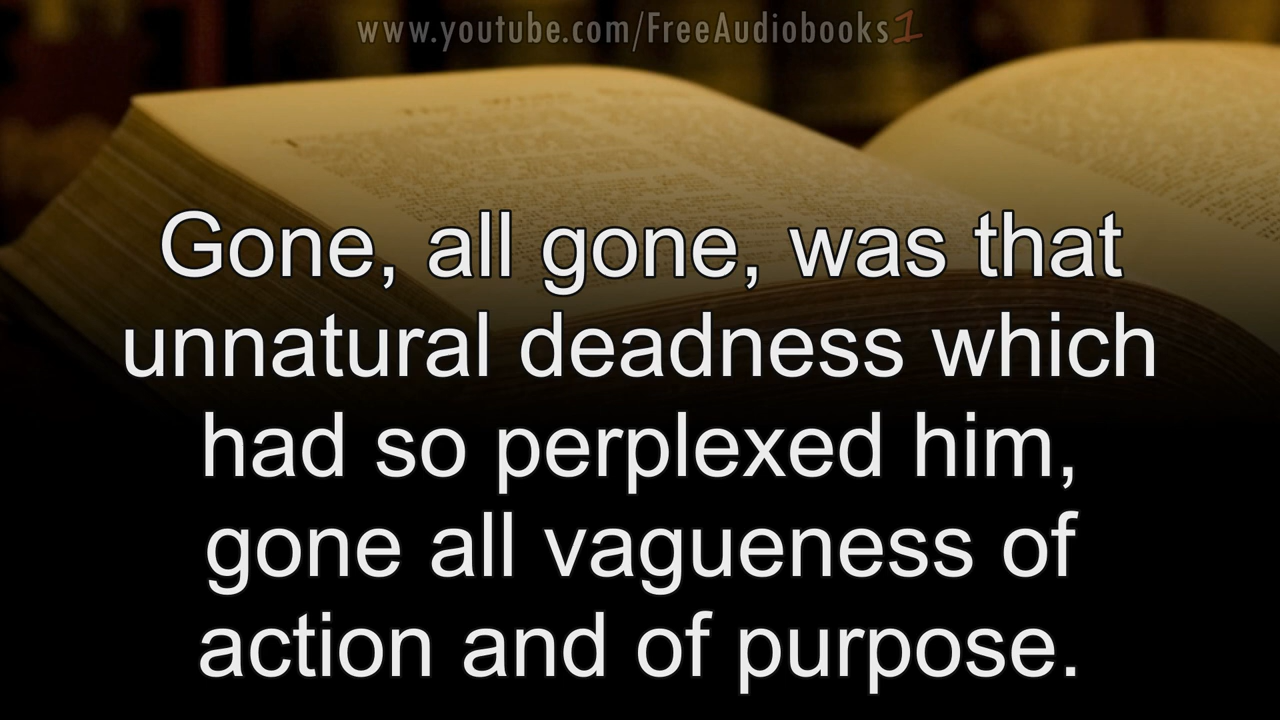 www.youtube.com/FreeAudiobooks1
Gone, all gone, was that
unnatural deadness which
had so perplexed him,
gone all vagueness of
action and of purpose.